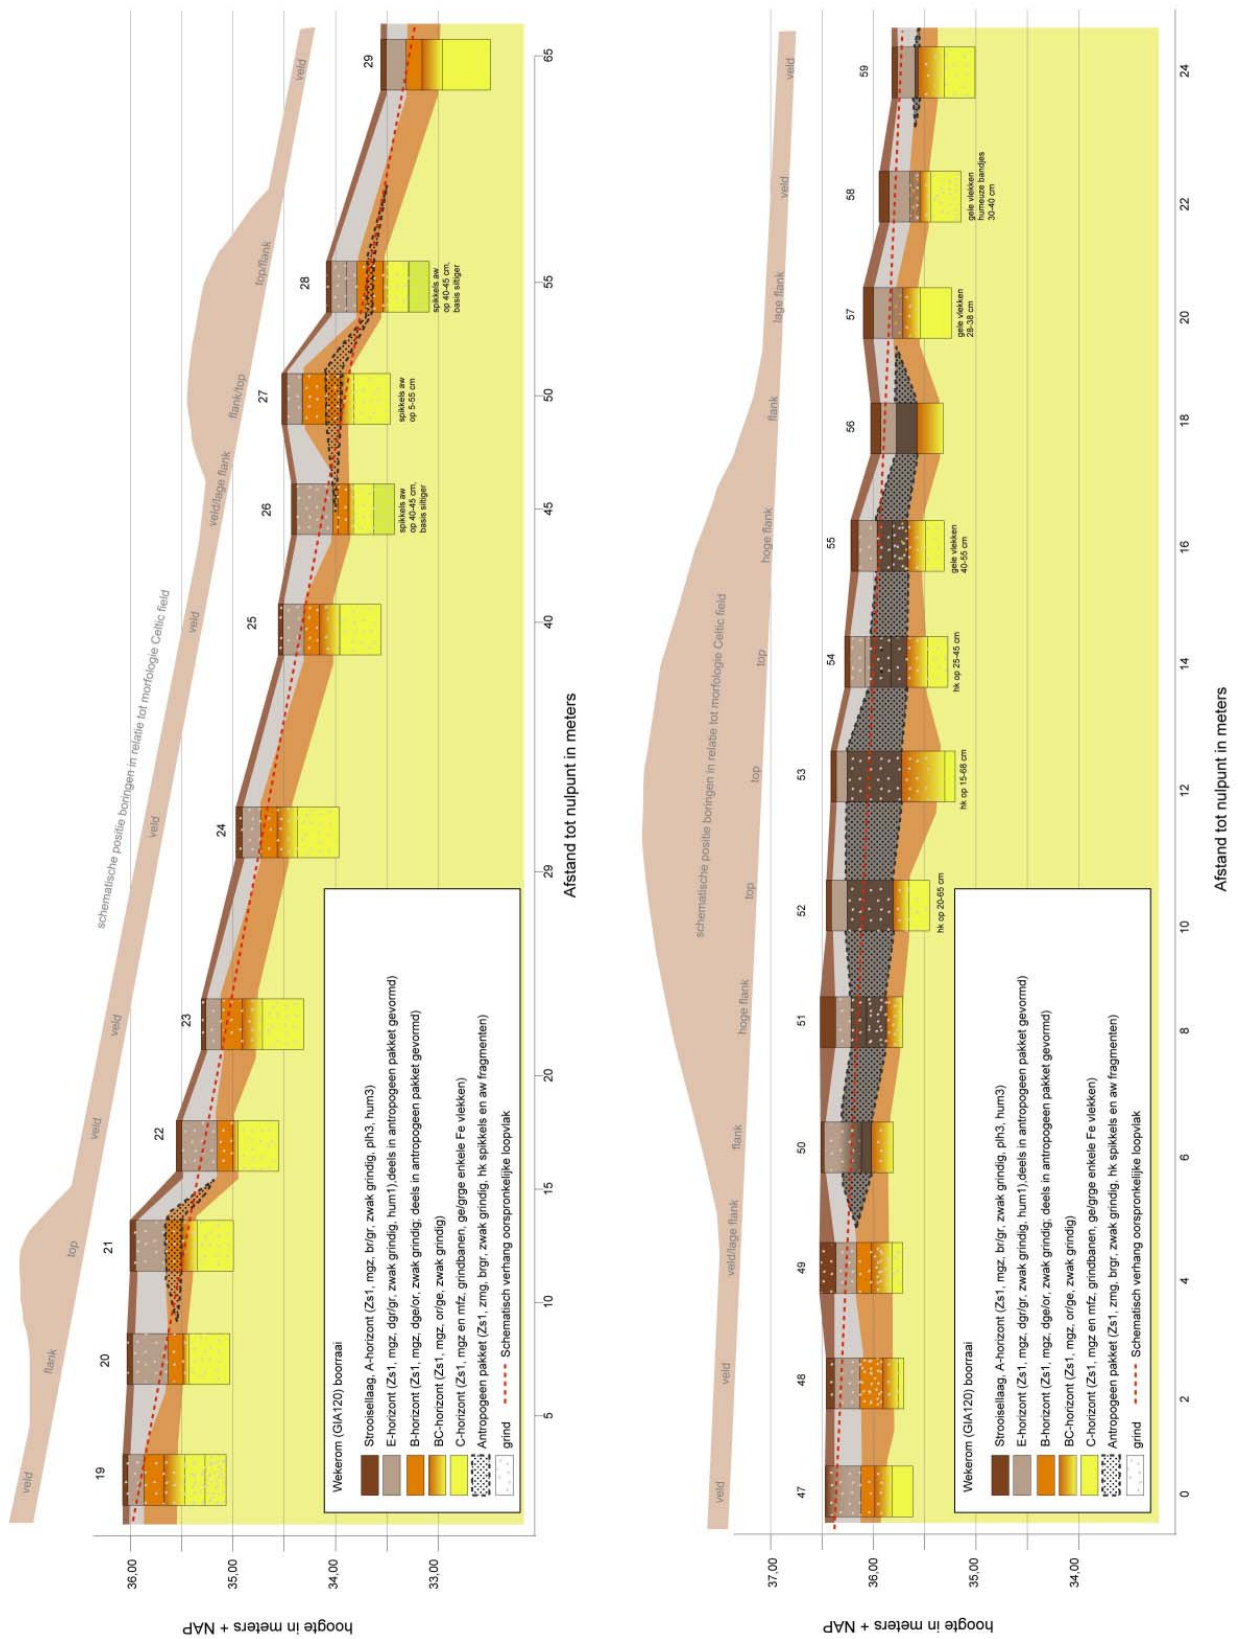 schematische positie boringen in relatie tot morfologie Celtic field
veld
flank
top
veld
veld
veld
veld
veld/lage flank
flank/top
top/flank
veld
19
20
21
22
23
24
25
26
27
28
29
spikkels aw
op 40-45 cm,
basis siltiger
spikkels aw
op 5-55 cm
spikkels aw
op 40-45 cm,
basis siltiger
36,00
35,00
34,00
33,00
hoogte in meters + NAP
5
10
15
20
29
40
45
50
55
65
Afstand tot nulpunt in meters
Wekerom (GIA120) boorraai
Strooisellaag, A-horizont (Zs1, mgz, br/gr, zwak grindig, plh3, hum3)
E-horizont (Zs1, mgz, dgr/gr, zwak grindig, hum1),deels in antropogeen pakket gevormd)
B-horizont (Zs1, mgz, dge/or, zwak grindig; deels in antropogeen pakket gevormd)
BC-horizont (Zs1, mgz, or/ge, zwak grindig)
C-horizont (Zs1, mgz en mfz, grindbanen, ge/grge enkele Fe vlekken)
Antropogeen pakket (Zs1, zmg, brgr, zwak grindig, hk spikkels en aw fragmenten)
grind
Schematisch verhang oorspronkelijke loopvlak
schematische positie boringen in relatie tot morfologie Celtic field
veld
veld
veld/lage flank
flank
hoge flank
top
top
top
hoge flank
flank
lage flank
veld
veld
47
48
49
50
51
52
53
54
55
56
57
58
59
hk op 20-65 cm
hk op 15-68 cm
hk op 25-45 cm
gele vlekken
40-55 cm
gele vlekken
28-38 cm
gele vlekken
humeuze bandjes
30-40 cm
37,00
36,00
35,00
34,00
hoogte in meters + NAP
0
2
4
6
8
10
12
14
16
18
20
22
24
Afstand tot nulpunt in meters
Wekerom (GIA120) boorraai
Strooisellaag, A-horizont (Zs1, mgz, br/gr, zwak grindig, plh3, hum3)
E-horizont (Zs1, mgz, dgr/gr, zwak grindig, hum1),deels in antropogeen pakket gevormd)
B-horizont (Zs1, mgz, dge/or, zwak grindig; deels in antropogeen pakket gevormd)
BC-horizont (Zs1, mgz, or/ge, zwak grindig)
C-horizont (Zs1, mgz en mfz, grindbanen, ge/grge enkele Fe vlekken)
Antropogeen pakket (Zs1, zmg, brgr, zwak grindig, hk spikkels en aw fragmenten)
grind
Schematisch verhang oorspronkelijke loopvlak